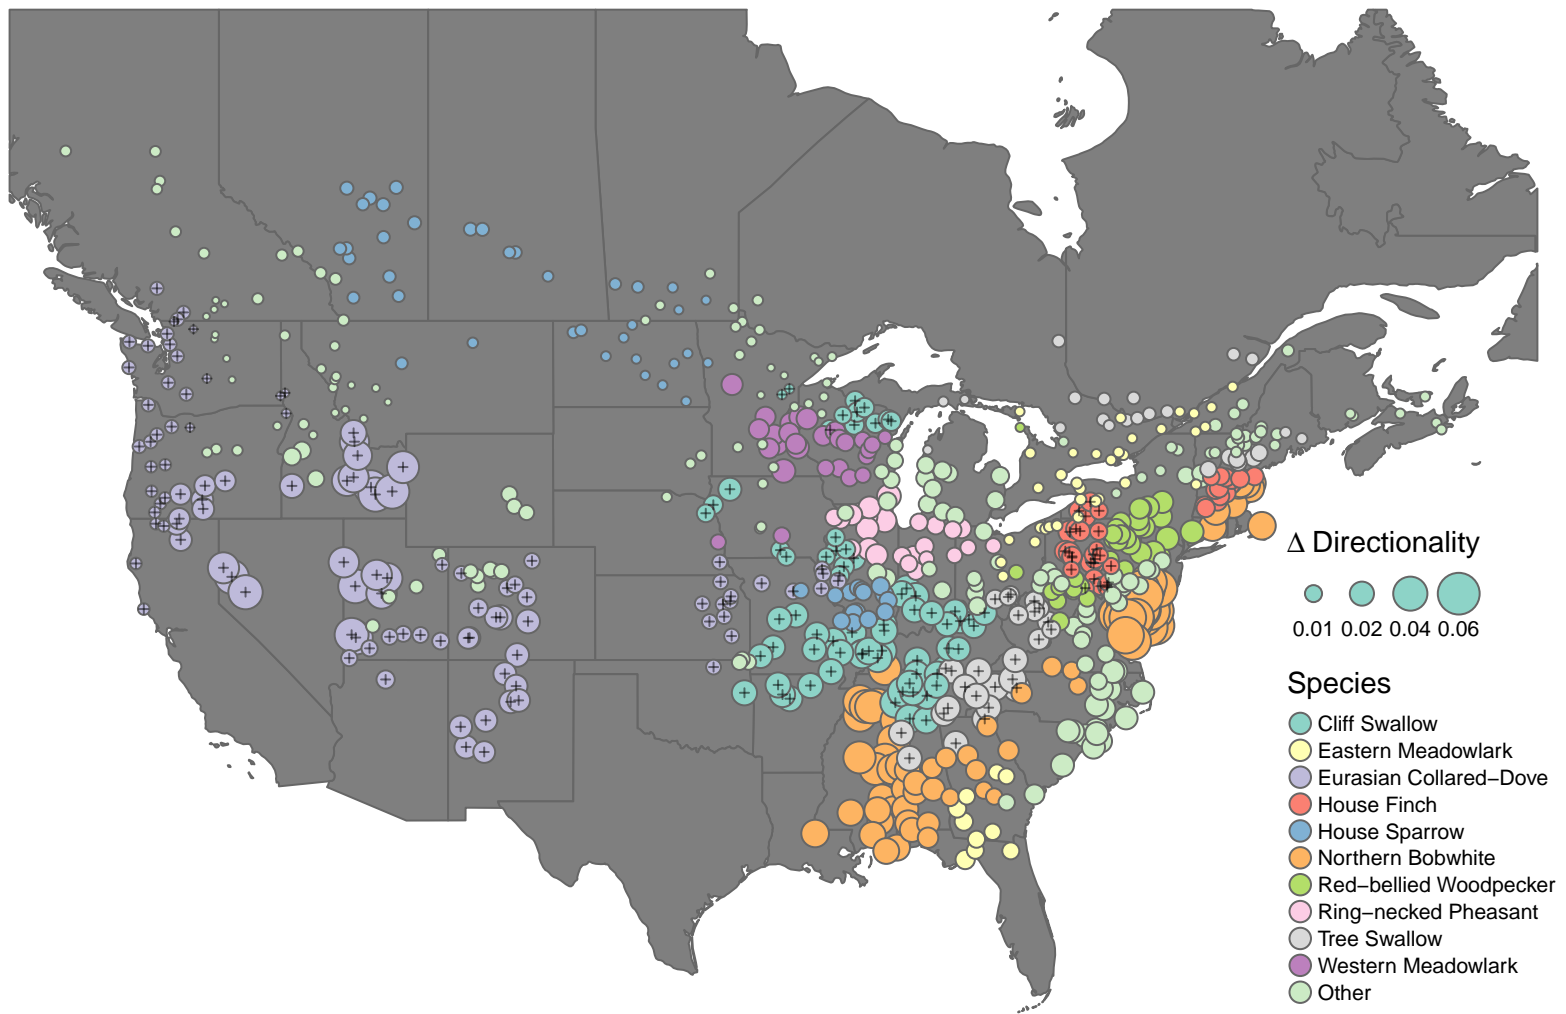 Δ Directionality
0.01 0.02 0.04 0.06
Species
Cliff Swallow
Eastern Meadowlark
Eurasian Collared−Dove
House Finch
House Sparrow
Northern Bobwhite
Red−bellied Woodpecker
Ring−necked Pheasant
Tree Swallow
Western Meadowlark
Other